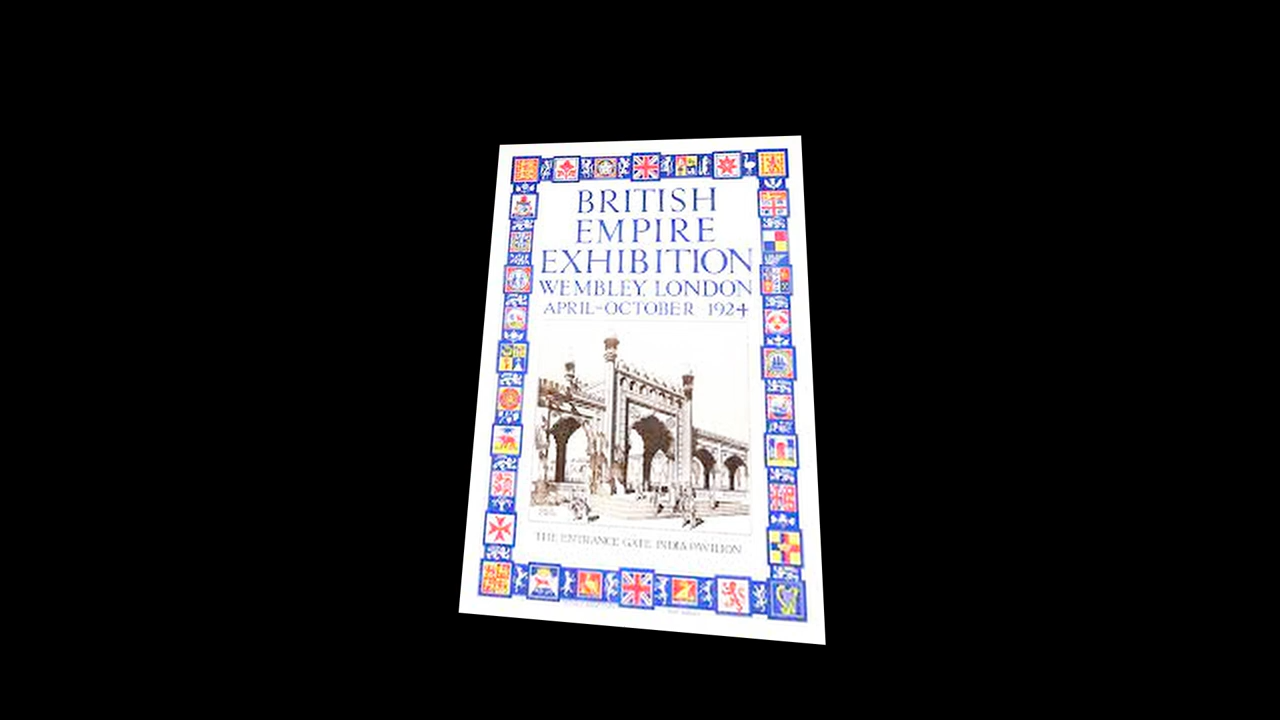 BRITISH
EMPIRE
EXHIBITION
WEMBLEY, LONDON
APRIL-OCTOBER 1924
THE ENTRANCE GATE INDIA PAVILION